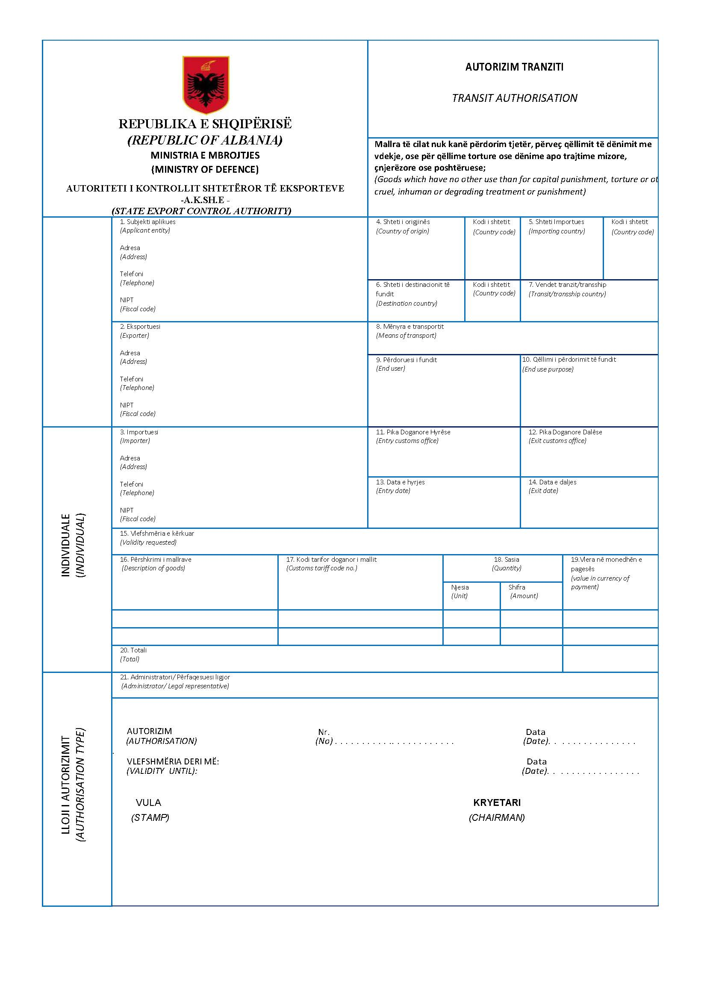 REPUBLIKA E SHQIPËRISË
(REPUBLIC OF ALBANIA)
MINISTRIA E MBROJTJES
(MINISTRY OF DEFENCE)
AUTORITETI I KONTROLLIT SHTETËROR TË EKSPORTEVE
-A.K.SH.E -
(STATE EXPORT CONTROL AUTHORITY)
AUTORIZIM TRANZITI
TRANSIT AUTHORISATION
Mallra të cilat nuk kanë përdorim tjetër, përveç qëllimit të dënimit me
vdekje, ose për qëllime torture ose dënime apo trajtime mizore,
çnjerëzore ose poshtëruese;
(Goods which have no other use than for capital punishment, torture or ot
cruel, inhuman or degrading treatment or punishment)
1. Subjekti aplikues
(Applicant entity)
Adresa
(Address)
Telefoni
(Telephone)
NIPT
(Fiscal code)
4. Shteti i origjinës
(Country of origin)
Kodi i shtetit
(Country code)
5. Shteti Importues
(Importing country)
Kodi i shtetit
(Country code)
6. Shteti i destinacionit të
fundit
(Destination country)
Kodi i shtetit
(Country code)
7. Vendet tranzit/transship
(Transit/transship country)
2. Eksportuesi
(Exporter)
Adresa
(Address)
Telefoni
(Telephone)
NIPT
(Fiscal code)
8. Mënyra e transportit
(Means of transport)
9. Përdoruesi i fundit
(End user)
10. Qëllimi i përdorimit të fundit
(End use purpose)
INDIVIDUALE
(INDIVIDUAL)
3. Importuesi
(Importer)
Adresa
(Address)
Telefoni
(Telephone)
NIPT
(Fiscal code)
11. Pika Doganore Hyrëse
(Entry customs office)
12. Pika Doganore Dalëse
(Exit customs office)
13. Data e hyrjes
(Entry date)
14. Data e daljes
(Exit date)
15. Vlefshmëria e kërkuar
(Validity requested)
16. Përshkrimi i mallrave
(Description of goods)
17. Kodi tarifor doganor i mallit
(Customs tariff code no.)
18. Sasia
(Quantity)
Njesia
(Unit)
Shifra
(Amount)
19.Vlera në monedhën e
pagesës
(value in currency of
payment)
20. Totali
(Total)
LLOJI I AUTORIZIMIT
(AUTHORISATION TYPE)
21. Administratori/ Përfaqesuesi ligjor
(Administrator/ Legal representative)
AUTORIZIM Nr. Data
(AUTHORISATION) (No) . . . . . . . . . . .. . . . . . . . . . . . (Date). . . . . . . . . . . . . . . .
.
VLEFSHMËRIA DERI MË: Data
(VALIDITY UNTIL): (Date). . . . . . . . . . . . . . . . .
VULA KRYETARI
(STAMP) (CHAIRMAN)